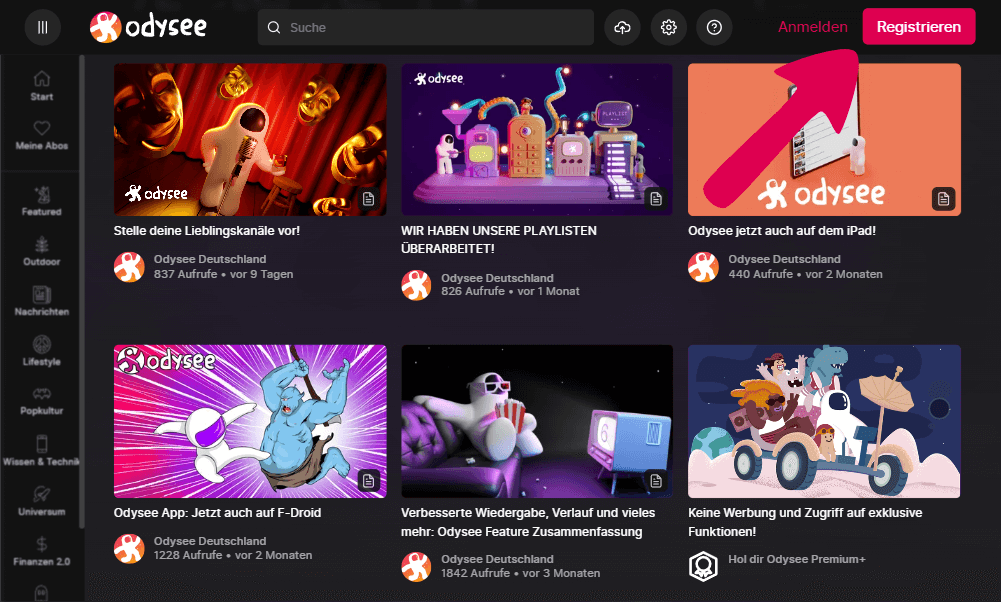 odysee
Suche
Anmelden
Registrieren
Start
Meine Abos
Featured
Outdoor
Nachrichten
Lifestyle
Popkultur
Wissen & Technik
Universum
Finanzen 2.0
odysee
Stelle deine Lieblingskanäle vor!
Odysee Deutschland
837 Aufrufe • vor 9 Tagen
odysee
PLAYLIST
WIR HABEN UNSERE PLAYLISTEN
ÜBERARBEITET!
Odysee Deutschland
826 Aufrufe • vor 1 Monat
odysee
Odysee jetzt auch auf dem iPad!
Odysee Deutschland
440 Aufrufe • vor 2 Monaten
odysee
Odysee App: Jetzt auch auf F-Droid
Odysee Deutschland
1228 Aufrufe • vor 2 Monaten
6
Verbesserte Wiedergabe, Verlauf und vieles
mehr: Odysee Feature Zusammenfassung
Odysee Deutschland
1842 Aufrufe • vor 3 Monaten
Keine Werbung und Zugriff auf exklusive
Funktionen!
Hol dir Odysee Premium+